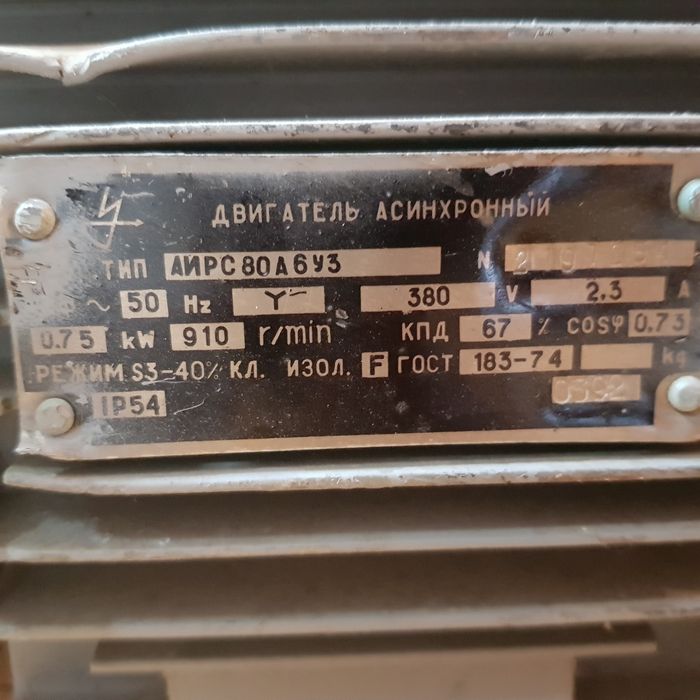 ДВИГАТЕЛЬ АСИНХРОННЫЙ
ТИП АИРС80А6У3 N
~ 50 Hz Y 380 V 2.3 A
0.75 kW 910 r/min КПД 67 % COSφ 0.73
РЕЖИМ S3-40% КЛ. ИЗОЛ. F ГОСТ 183-74 kg
IP54 0392